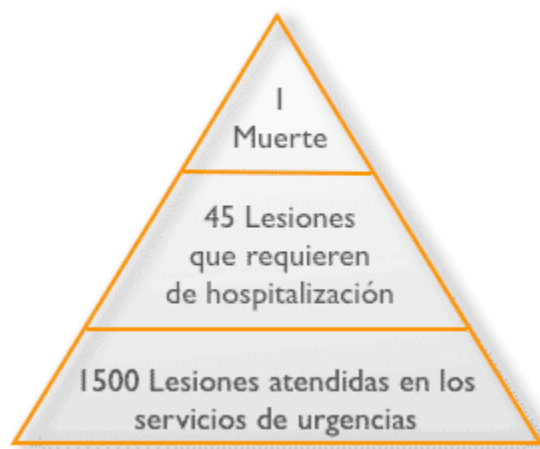 1
Muerte
45 Lesiones
que requieren
de hospitalización
1500 Lesiones atendidas en los
servicios de urgencias